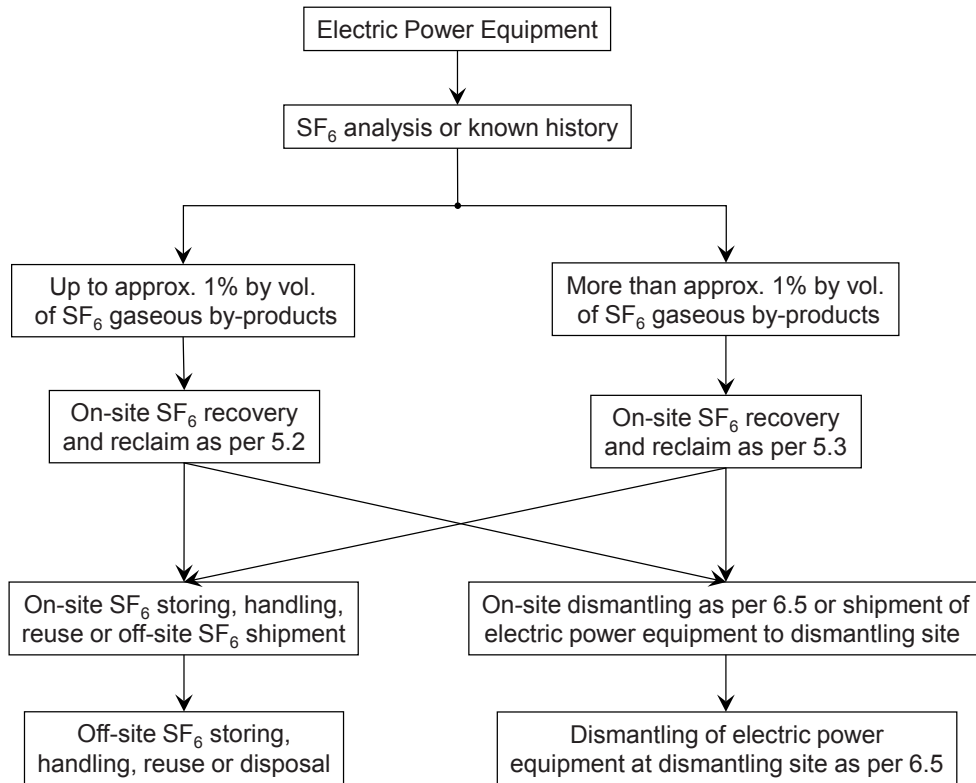 Electric Power Equipment
SF₆ analysis or known history
Up to approx. 1% by vol.
of SF₆ gaseous by-products
More than approx. 1% by vol.
of SF₆ gaseous by-products
On-site SF₆ recovery
and reclaim as per 5.2
On-site SF₆ recovery
and reclaim as per 5.3
On-site SF₆ storing, handling,
reuse or off-site SF₆ shipment
On-site dismantling as per 6.5 or shipment of
electric power equipment to dismantling site
Off-site SF₆ storing,
handling, reuse or disposal
Dismantling of electric power
equipment at dismantling site as per 6.5